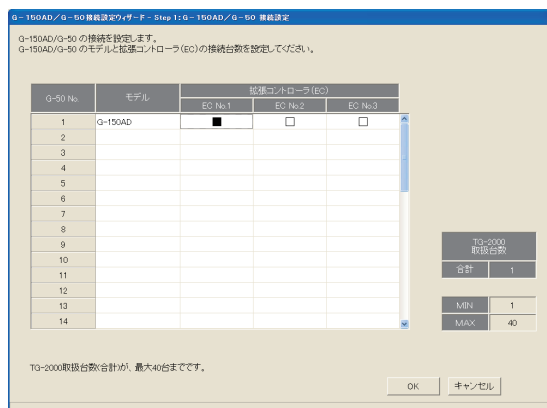 G-150AD/G-50接続設定ウィザード - Step 1: G-150AD/G-50 接続設定
G-150AD/G-50 の接続を設定します。
G-150AD/G-50 のモデルと拡張コントローラ(EC)の接続台数を設定してください。
G-50 No. モデル 拡張コントローラ(EC)
EC No.1 EC No.2 EC No.3
1 G-150AD
2
3
4
5
6
7
8
9
10
11
12
13
14
TG-2000
取扱台数
合計 1
MIN 1
MAX 40
TG-2000取扱台数(合計)が、最大40台までです。
OK キャンセル